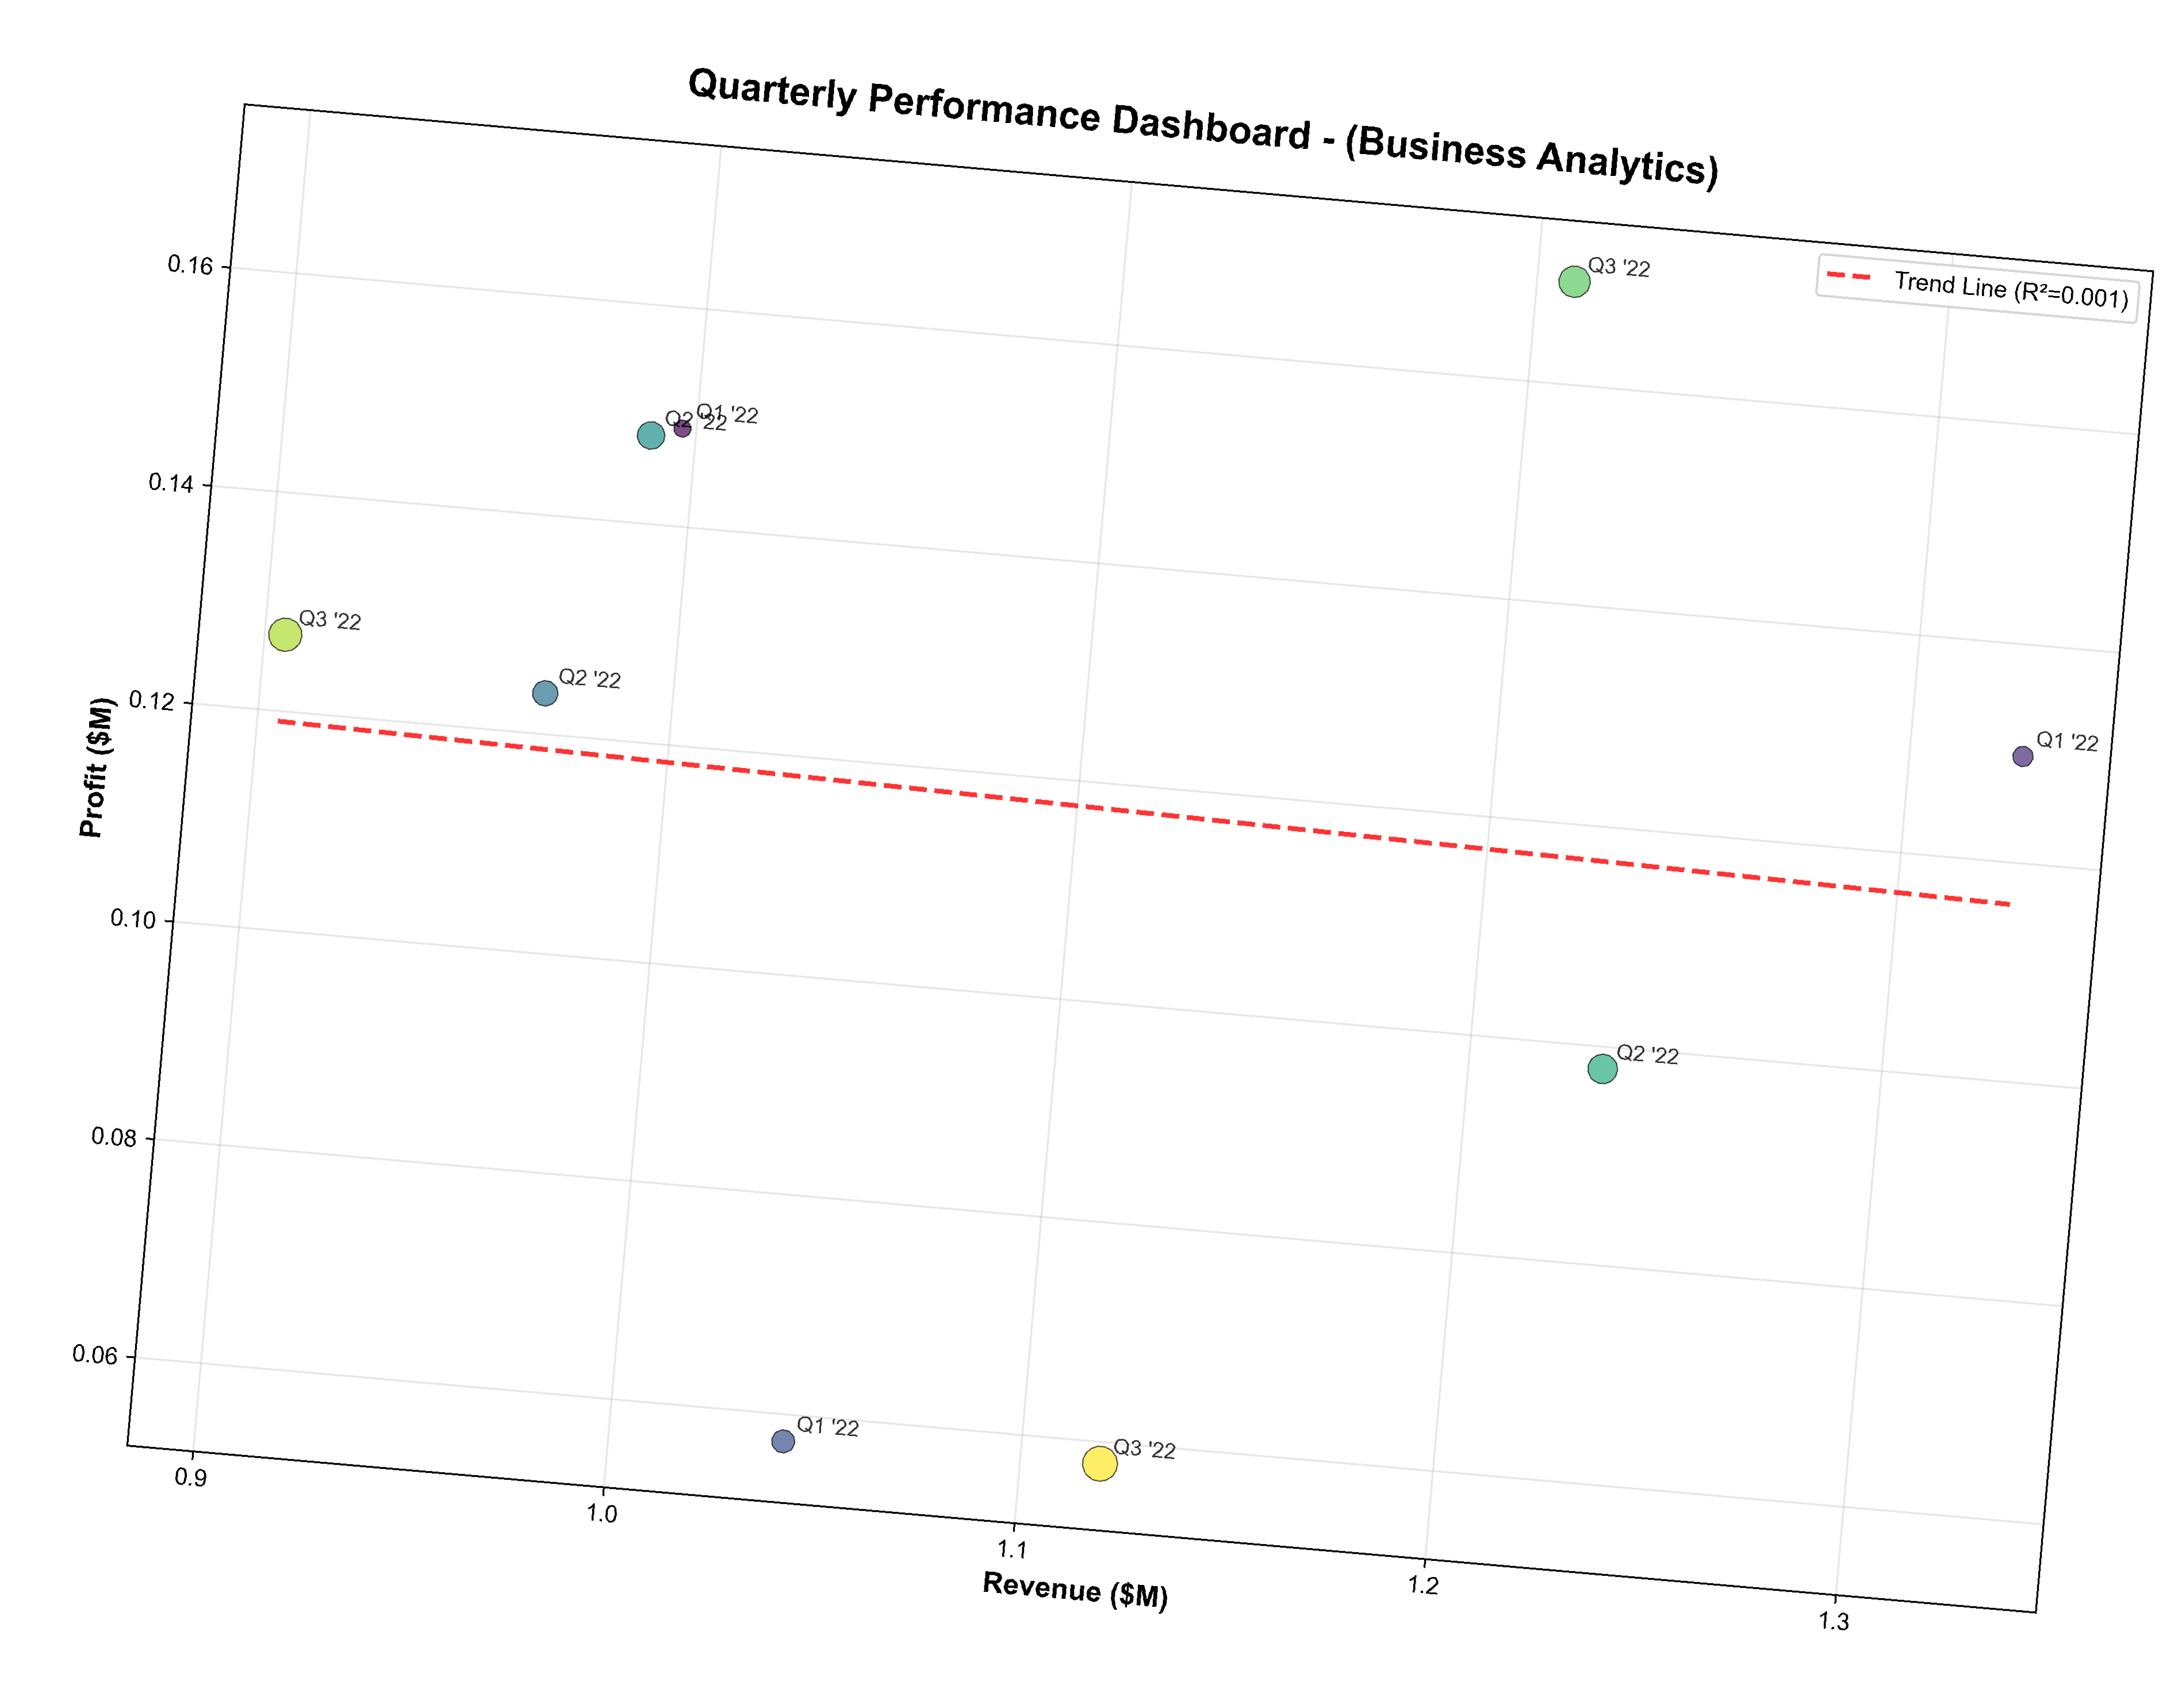 Quarterly Performance Dashboard - (Business Analytics)
Trend Line (R²=0.001)
Profit ($M)
0.16
0.14
0.12
0.10
0.08
0.06
Q3 '22
Q2 '22
Q1 '22
Q3 '22
Q2 '22
Q1 '22
Q2 '22
Q1 '22
Q3 '22
0.9
1.0
1.1
1.2
1.3
Revenue ($M)